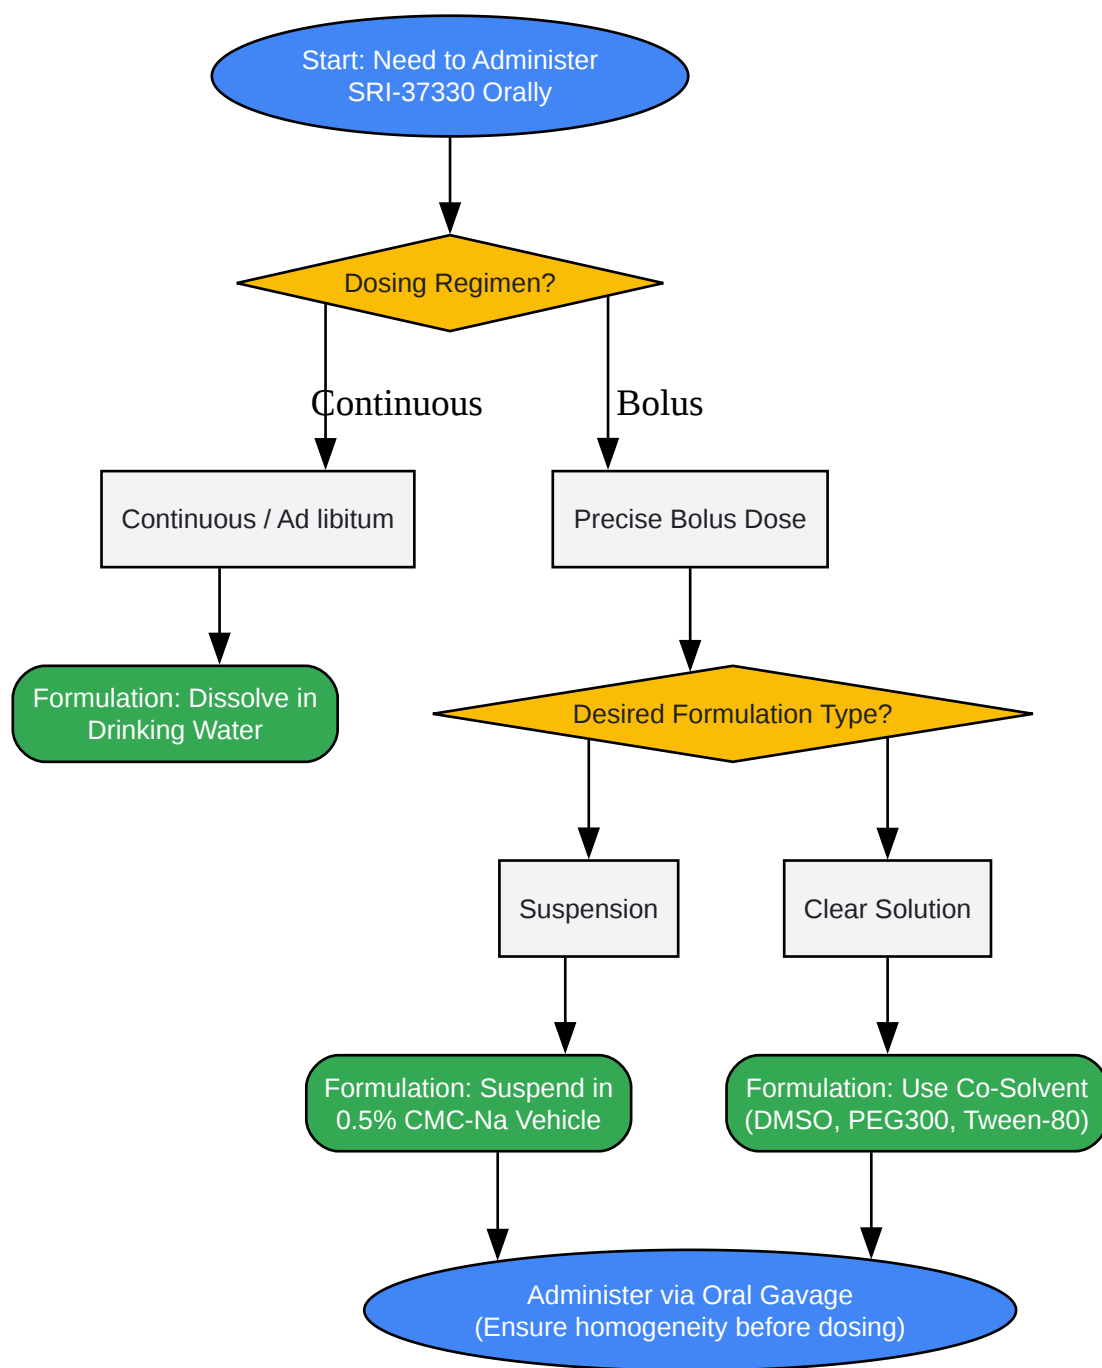 Start: Need to Administer
SRI-37330 Orally
Dosing Regimen?
Continuous
Bolus
Continuous / Ad libitum
Precise Bolus Dose
Formulation: Dissolve in
Drinking Water
Desired Formulation Type?
Suspension
Clear Solution
Formulation: Suspend in
0.5% CMC-Na Vehicle
Formulation: Use Co-Solvent
(DMSO, PEG300, Tween-80)
Administer via Oral Gavage
(Ensure homogeneity before dosing)